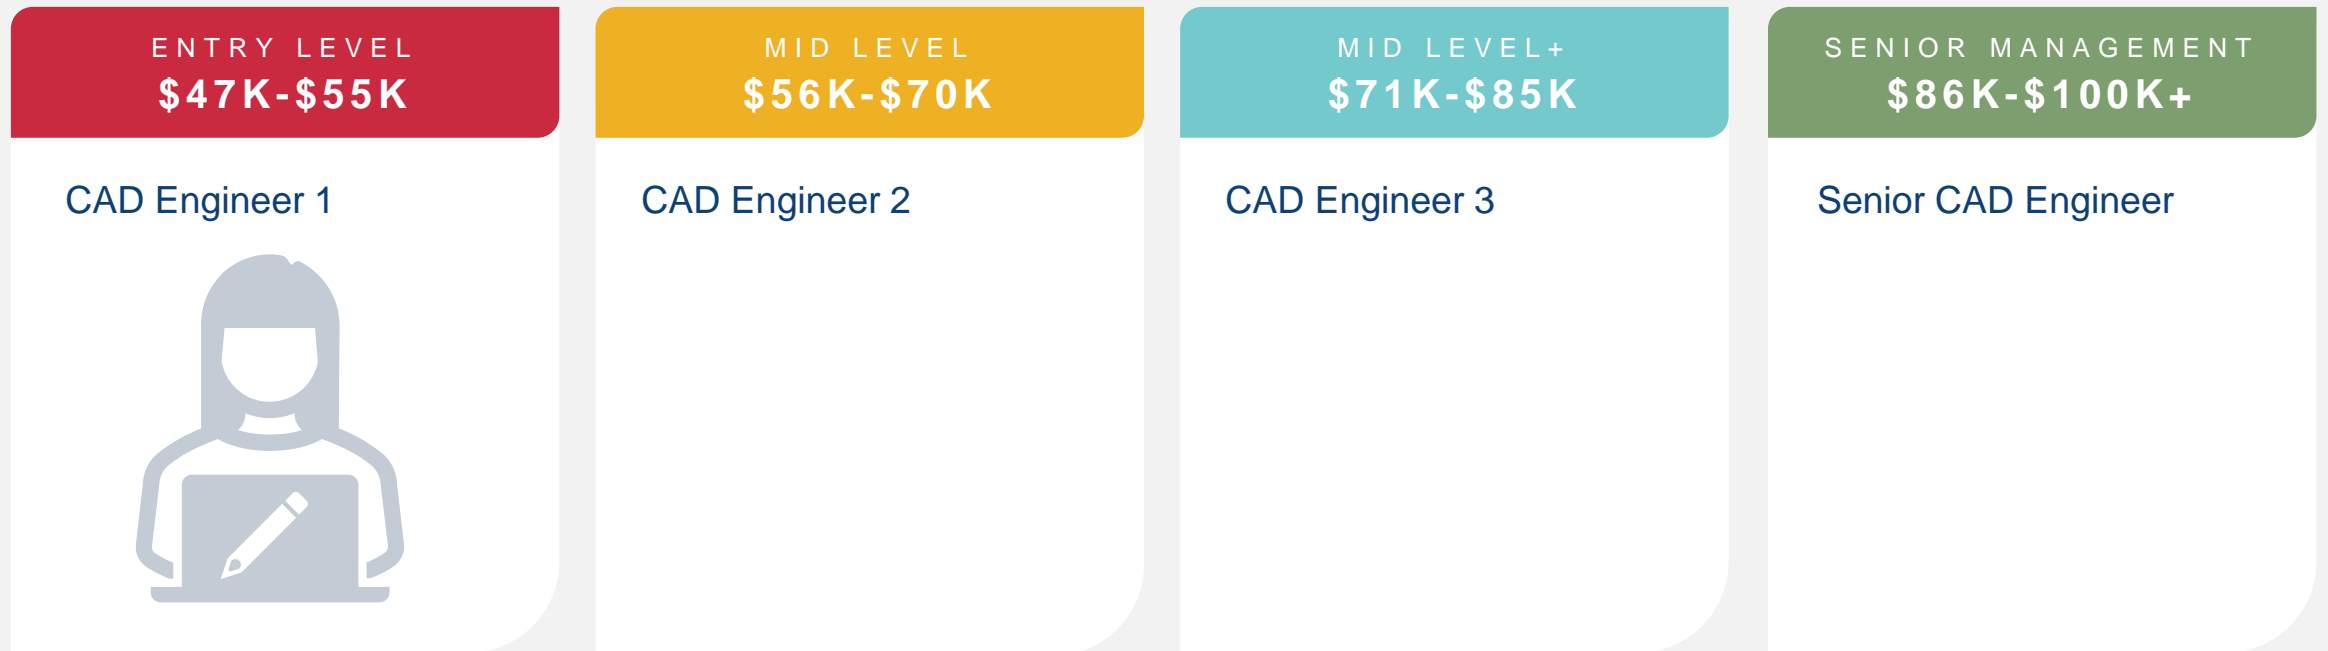 ENTRY LEVEL
$47K-$55K
CAD Engineer 1
MID LEVEL
$56K-$70K
CAD Engineer 2
MID LEVEL+
$71K-$85K
CAD Engineer 3
SENIOR MANAGEMENT
$86K-$100K+
Senior CAD Engineer